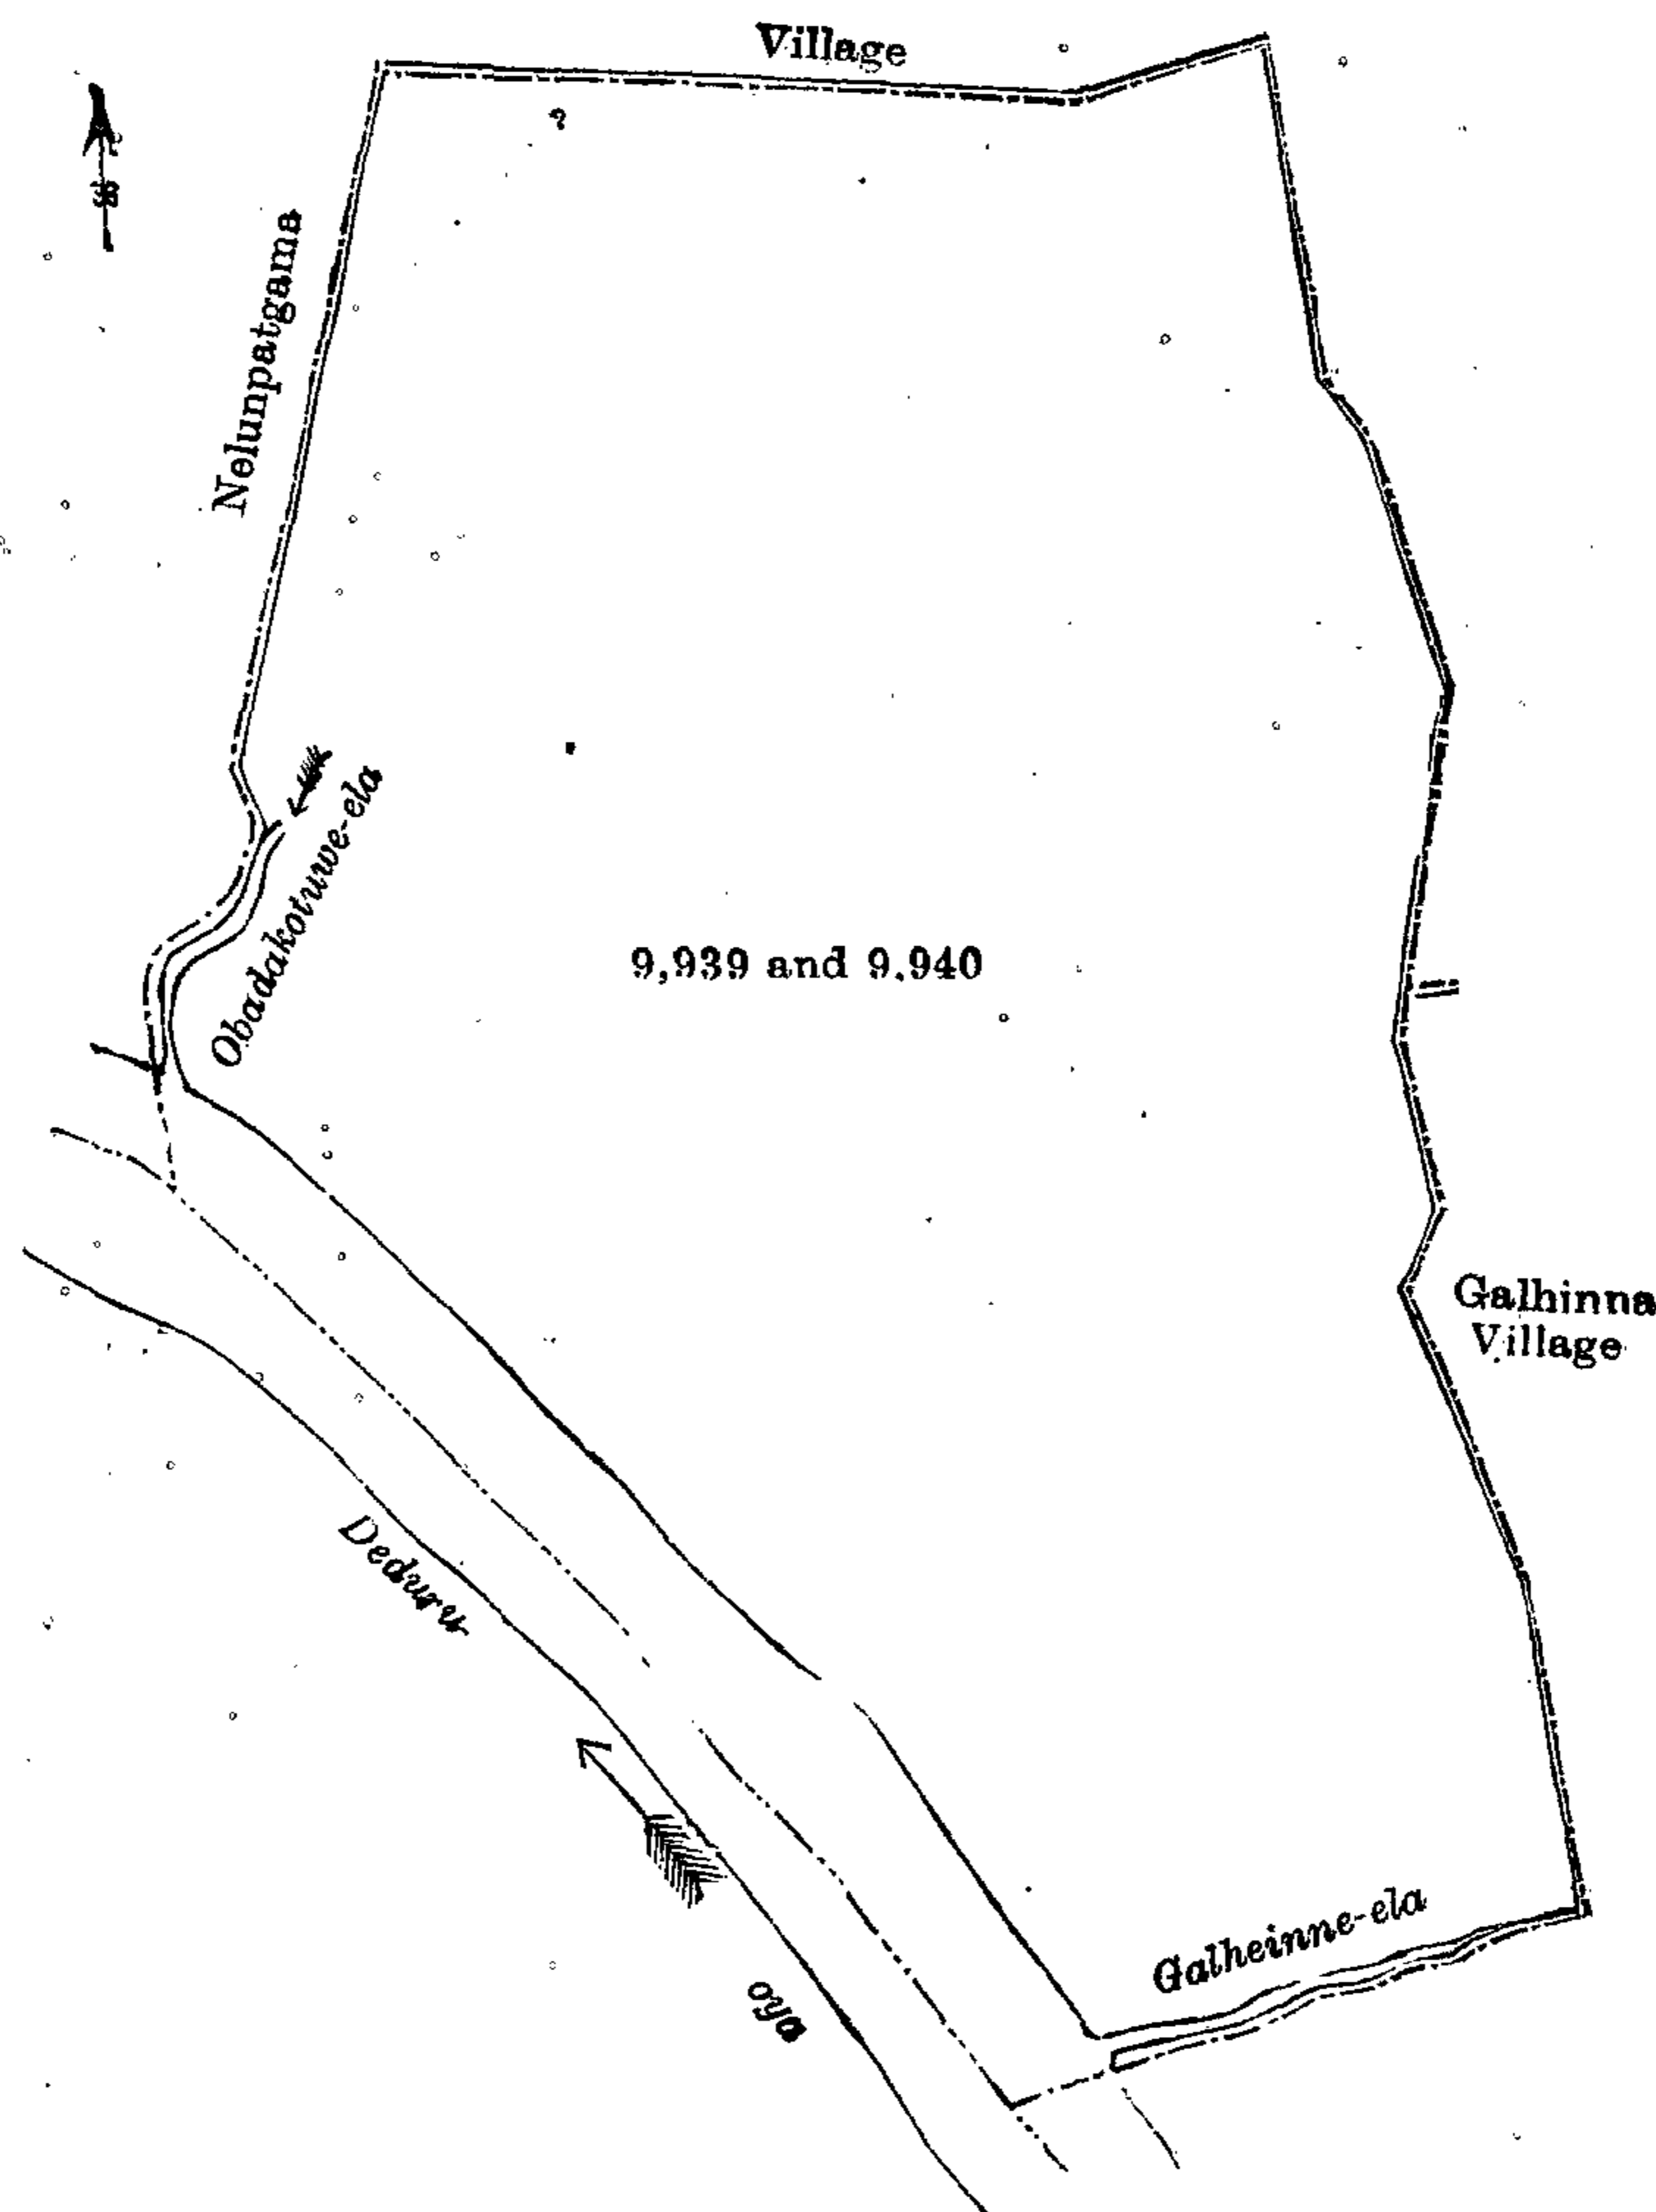 Village
Nelunpatgama
Obadakotuwe-ela
9,939 and 9.940
Galhinna
Village
Deduru
oya
Galheinne-ela